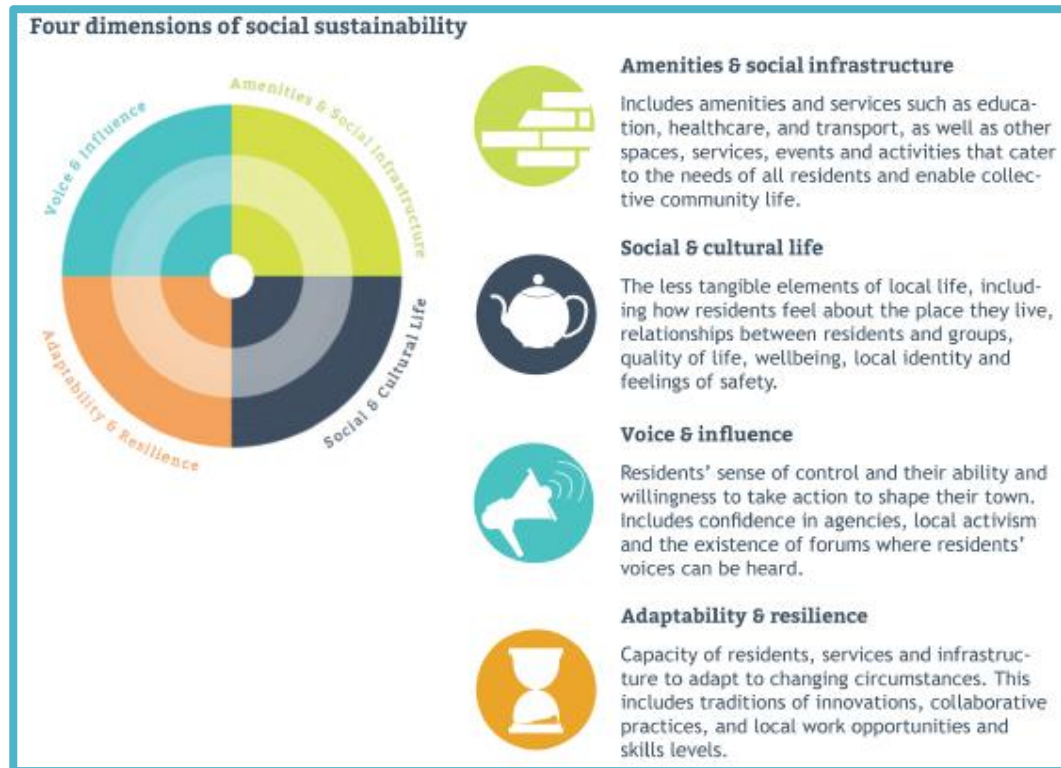 Four dimensions of social sustainability
Voice & Influence
Amenities & Social Infrastructure
Adaptability & Resilience
Social & Cultural Life
Amenities & social infrastructure
Includes amenities and services such as educa-
tion, healthcare, and transport, as well as other
spaces, services, events and activities that cater
to the needs of all residents and enable collec-
tive community life.
Social & cultural life
The less tangible elements of local life, includ-
ing how residents feel about the place they live,
relationships between residents and groups,
quality of life, wellbeing, local identity and
feelings of safety.
Voice & influence
Residents' sense of control and their ability and
willingness to take action to shape their town.
Includes confidence in agencies, local activism
and the existence of forums where residents'
voices can be heard.
Adaptability & resilience
Capacity of residents, services and infrastruc-
ture to adapt to changing circumstances. This
includes traditions of innovations, collaborative
practices, and local work opportunities and
skills levels.